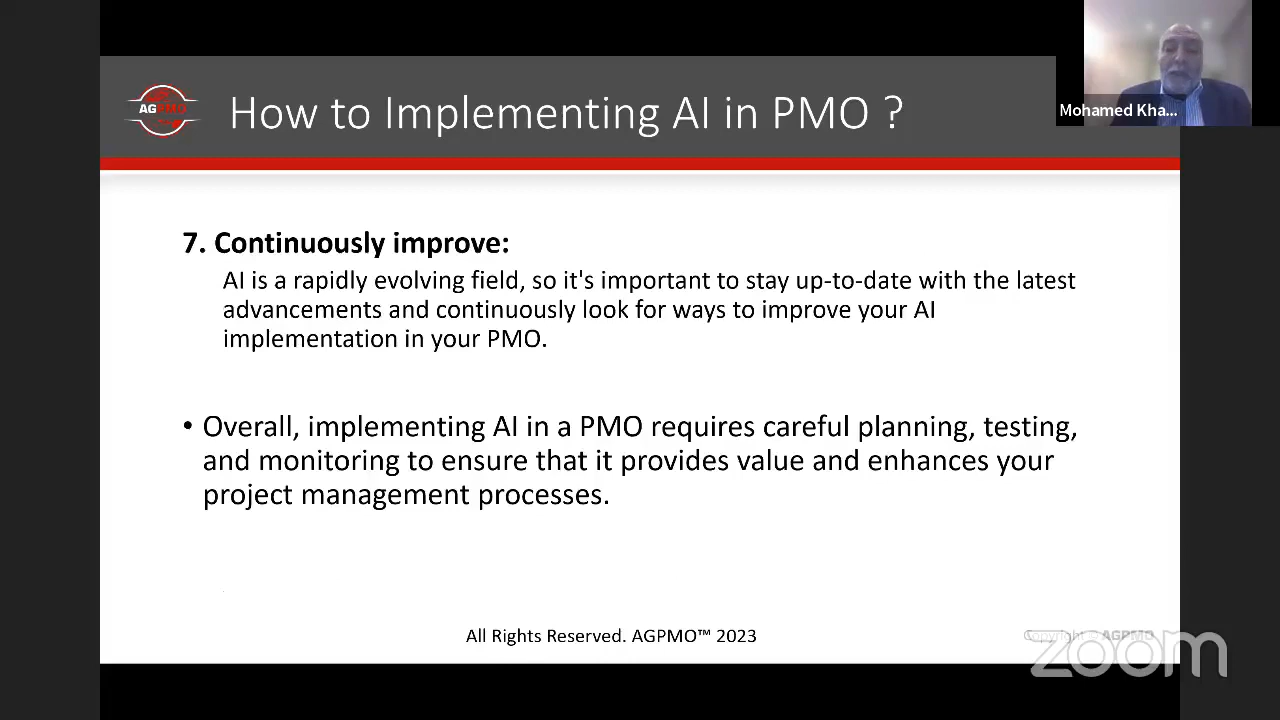 AGPMO
How to Implementing AI in PMO ?
Mohamed Kha...
7. Continuously improve:
AI is a rapidly evolving field, so it's important to stay up-to-date with the latest
advancements and continuously look for ways to improve your AI
implementation in your PMO.
• Overall, implementing AI in a PMO requires careful planning, testing,
and monitoring to ensure that it provides value and enhances your
project management processes.
All Rights Reserved. AGPMO™ 2023
Copyright © AGPMO
zoom